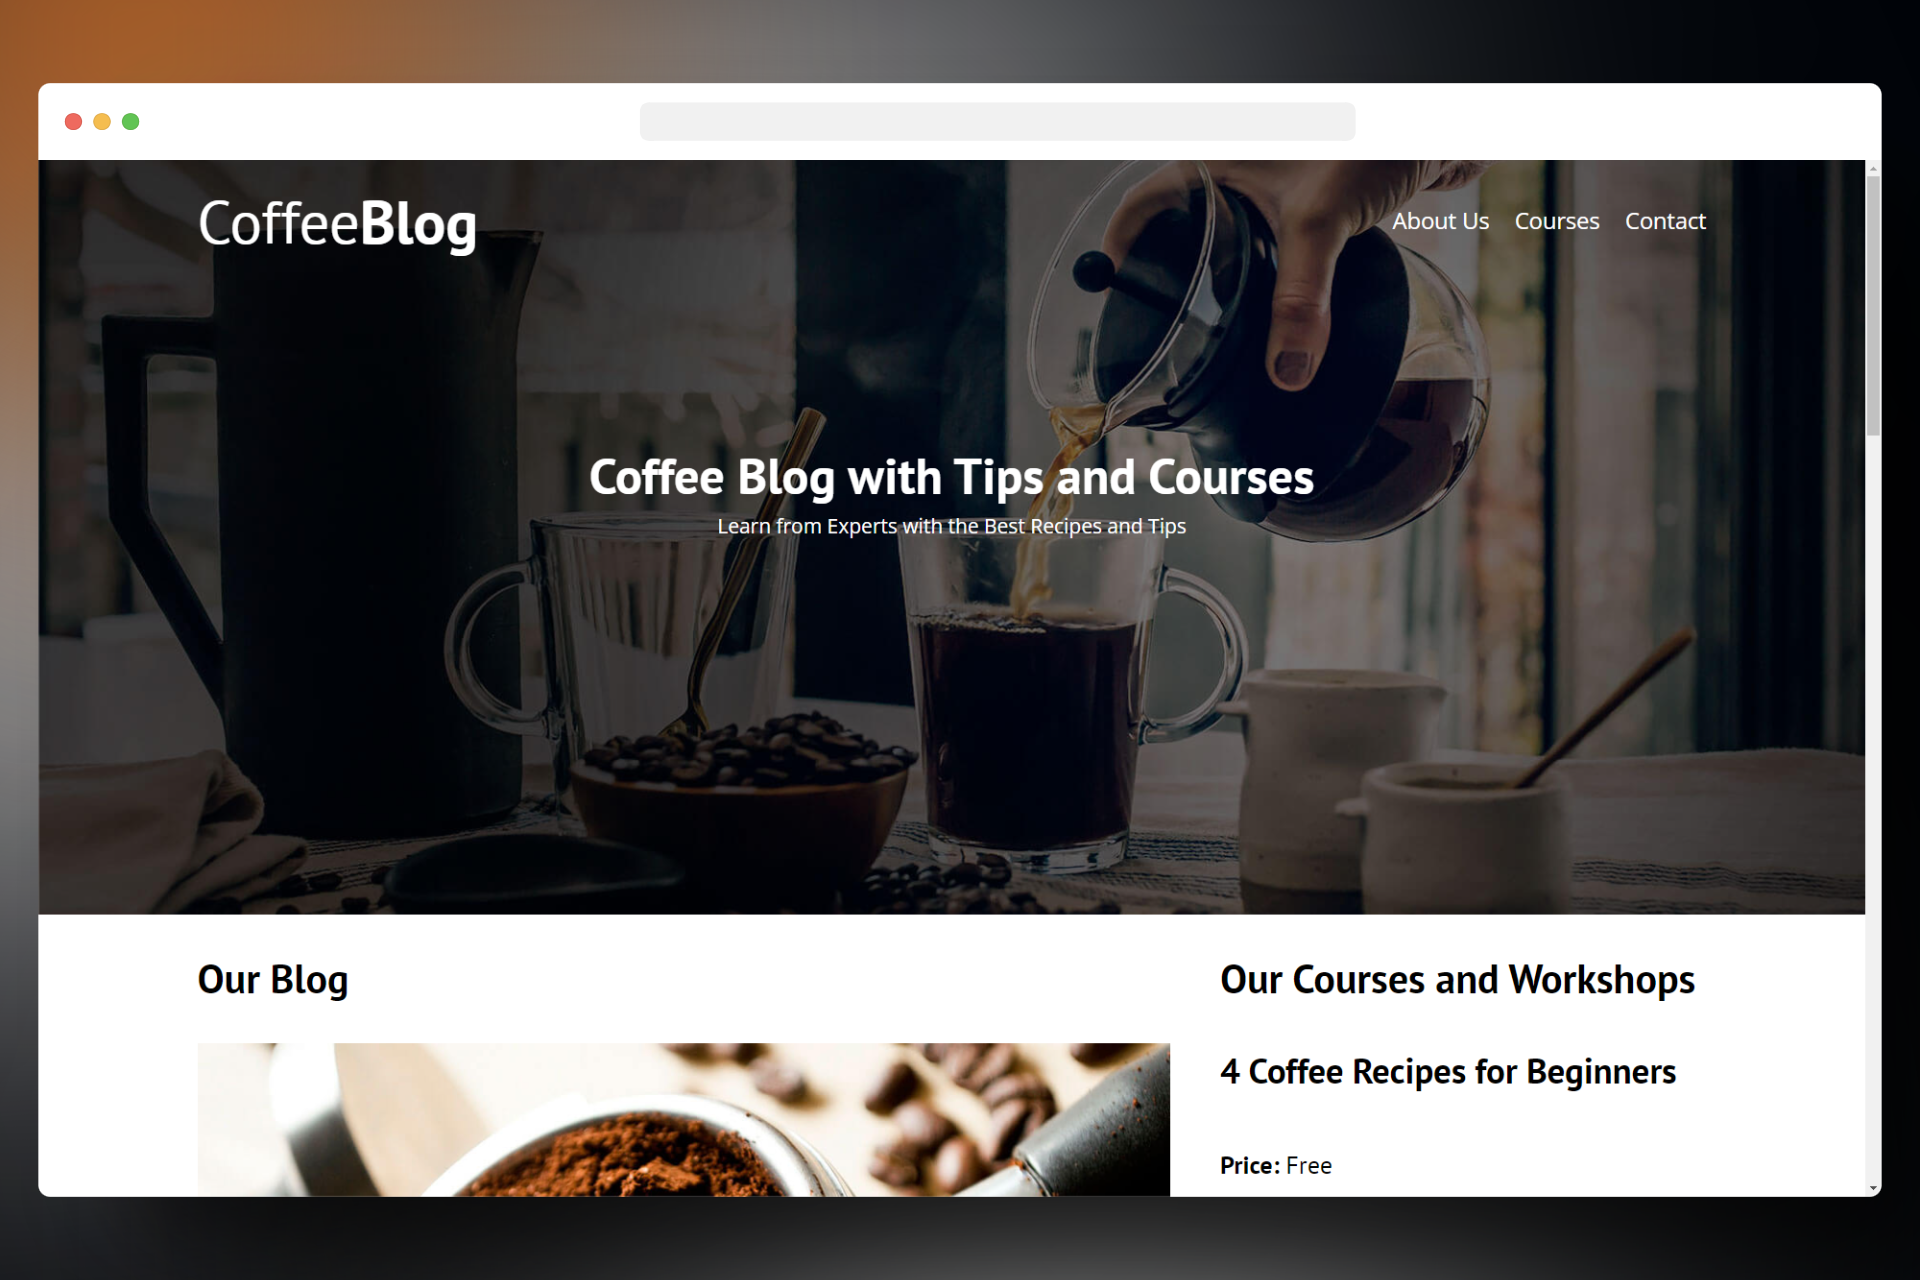 CoffeeBlog
About Us Courses Contact
Coffee Blog with Tips and Courses
Learn from Experts with the Best Recipes and Tips
Our Blog
Our Courses and Workshops
4 Coffee Recipes for Beginners
Price: Free